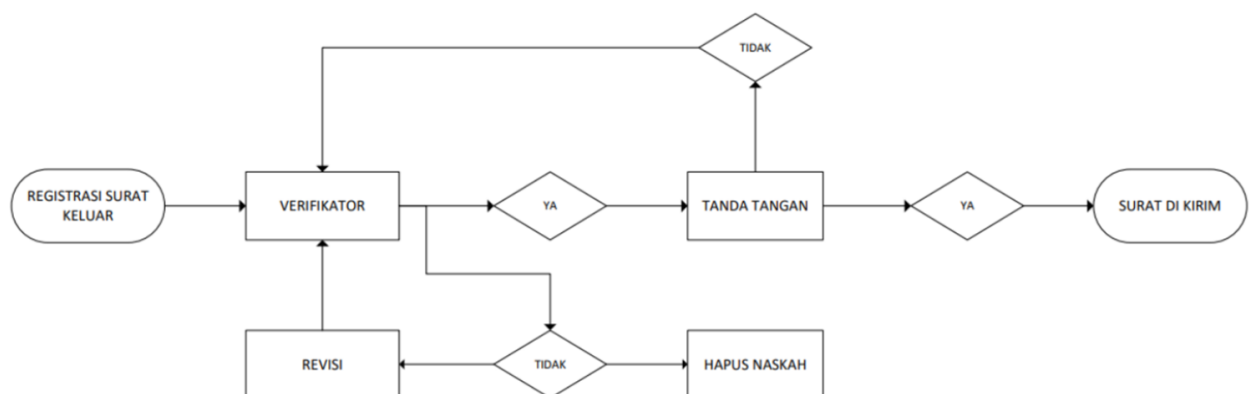 TIDAK
REGISTRASI SURAT
KELUAR
VERIFIKATOR
YA
TANDA TANGAN
YA
SURAT DI KIRIM
REVISI
TIDAK
HAPUS NASKAH